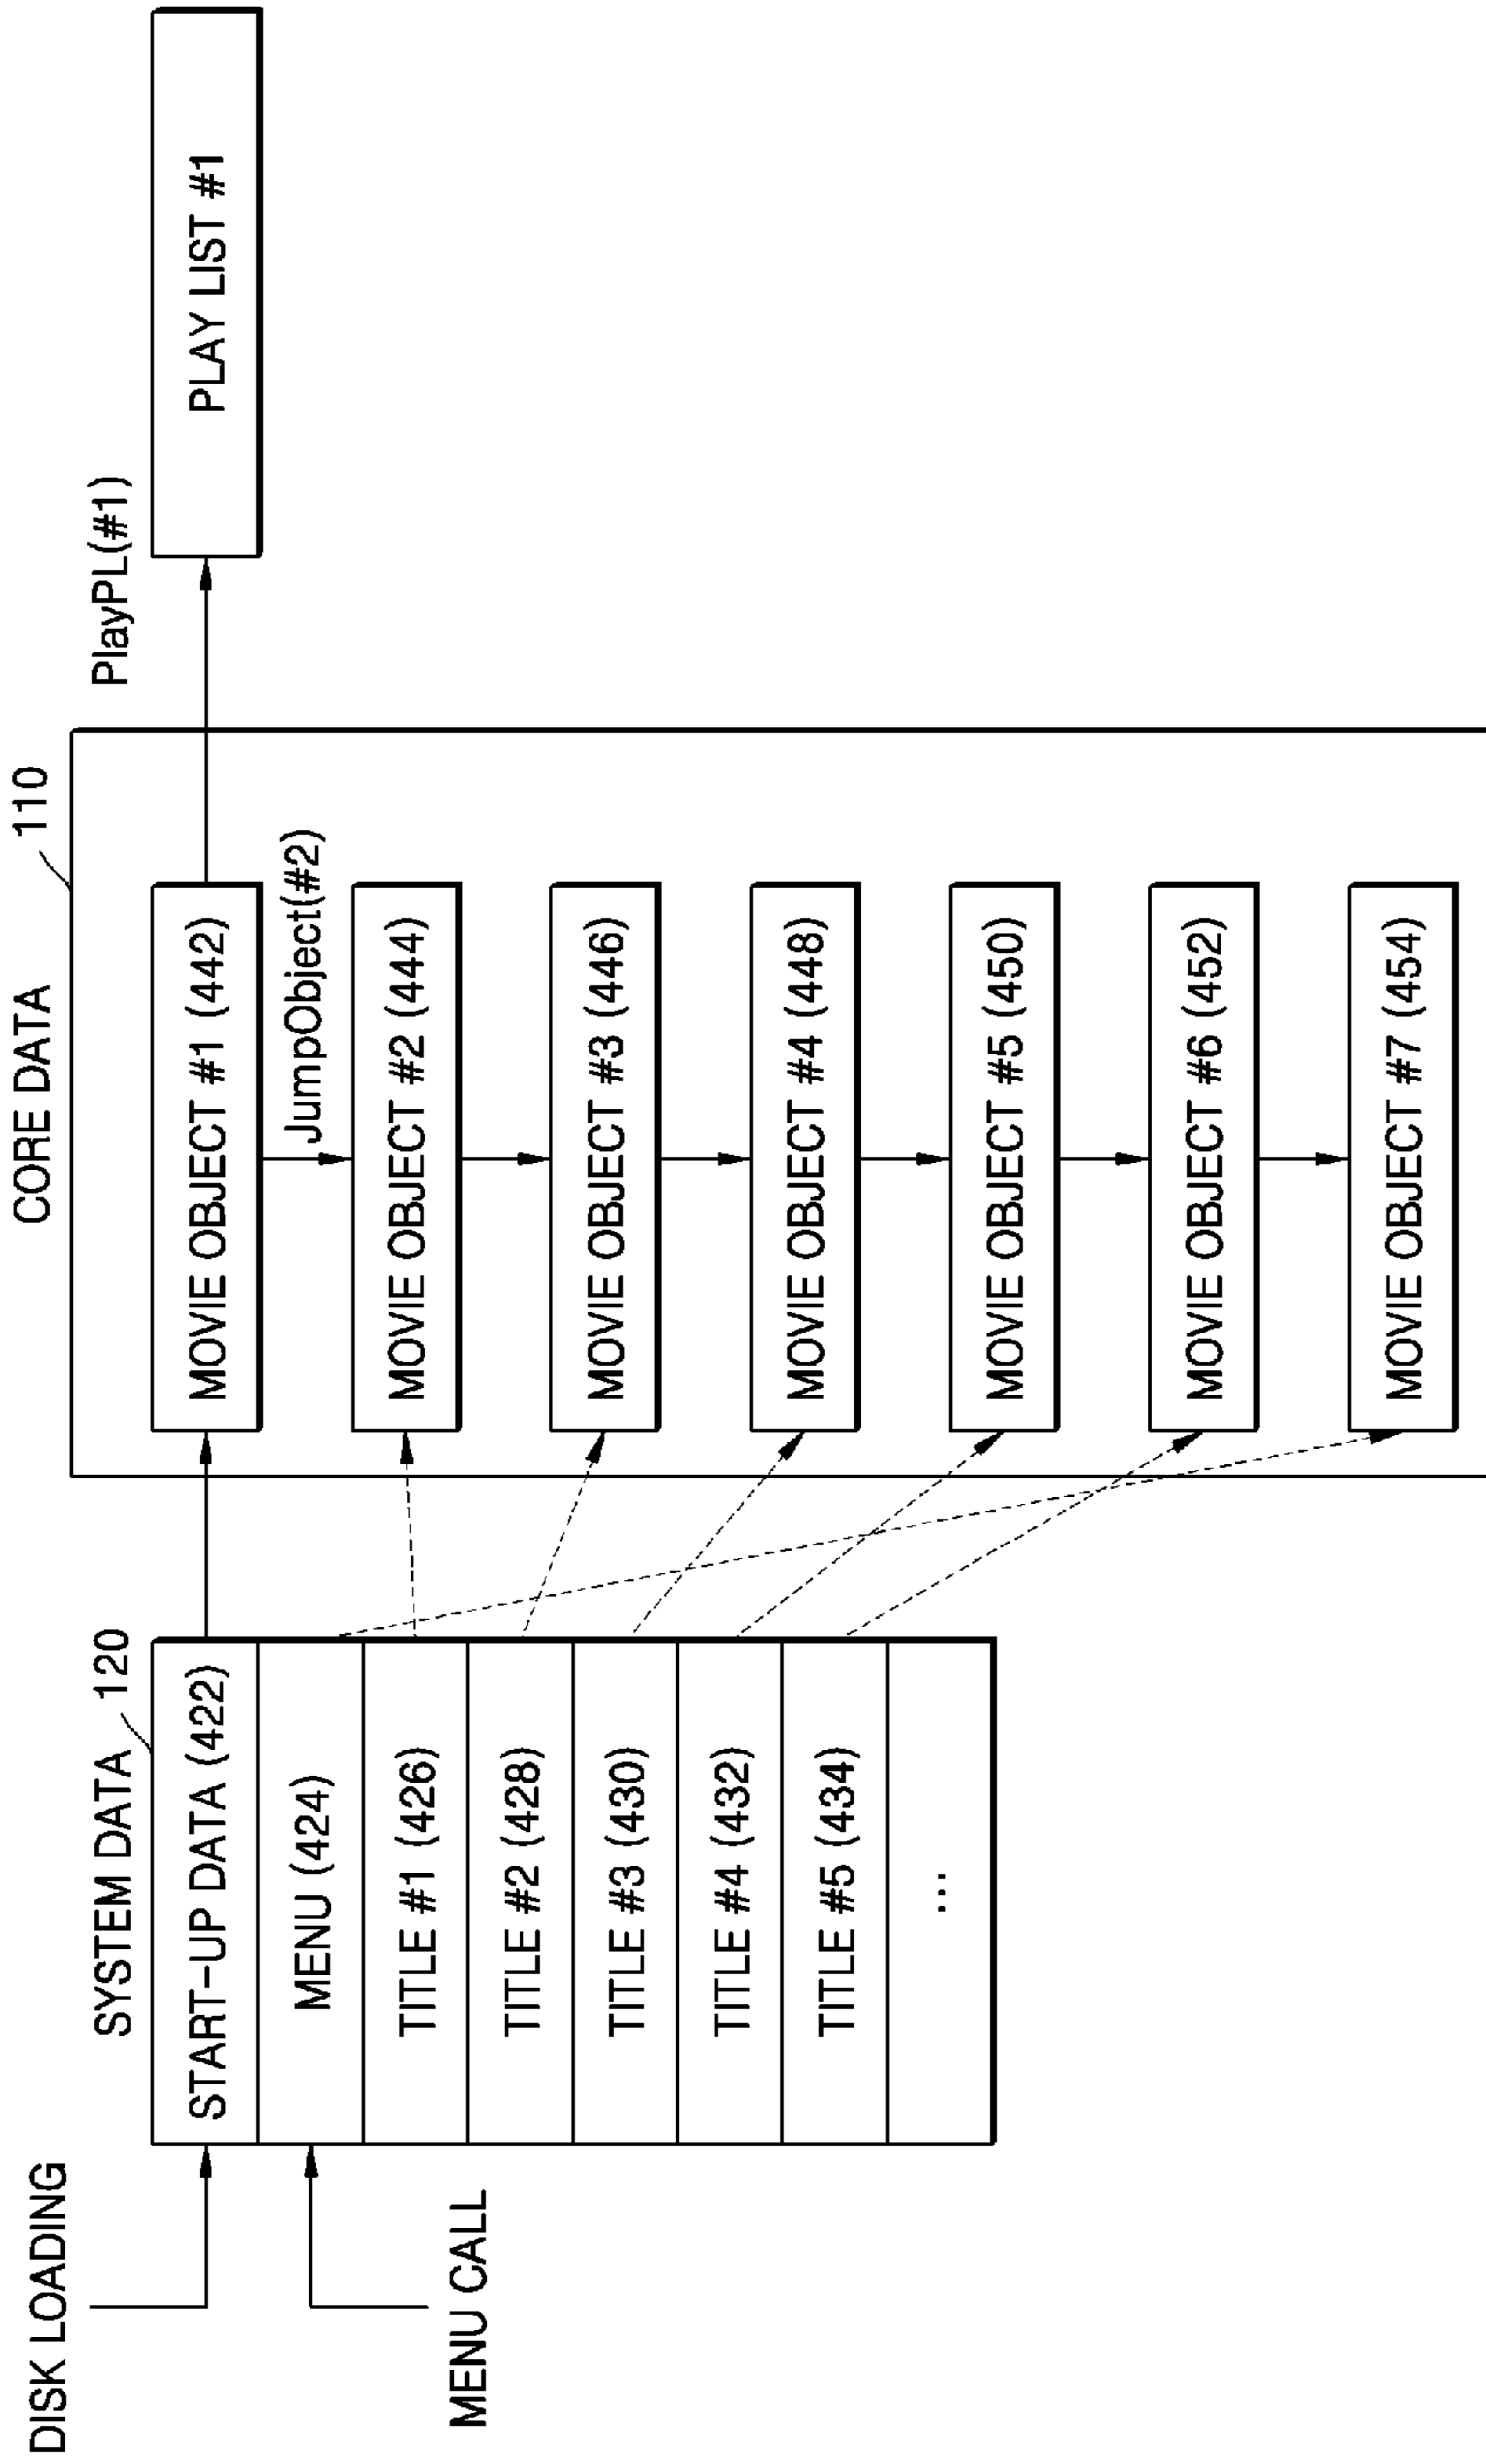 DISK LOADING
MENU CALL
SYSTEM DATA
120
START-UP DATA (422)
MENU (424)
TITLE #1 (426)
TITLE #2 (428)
TITLE #3 (430)
TITLE #4 (432)
TITLE #5 (434)
...
CORE DATA
110
MOVIE OBJECT #1 (442)
JumpObject(#2)
MOVIE OBJECT #2 (444)
MOVIE OBJECT #3 (446)
MOVIE OBJECT #4 (448)
MOVIE OBJECT #5 (450)
MOVIE OBJECT #6 (452)
MOVIE OBJECT #7 (454)
PlayPL(#1)
PLAY LIST #1